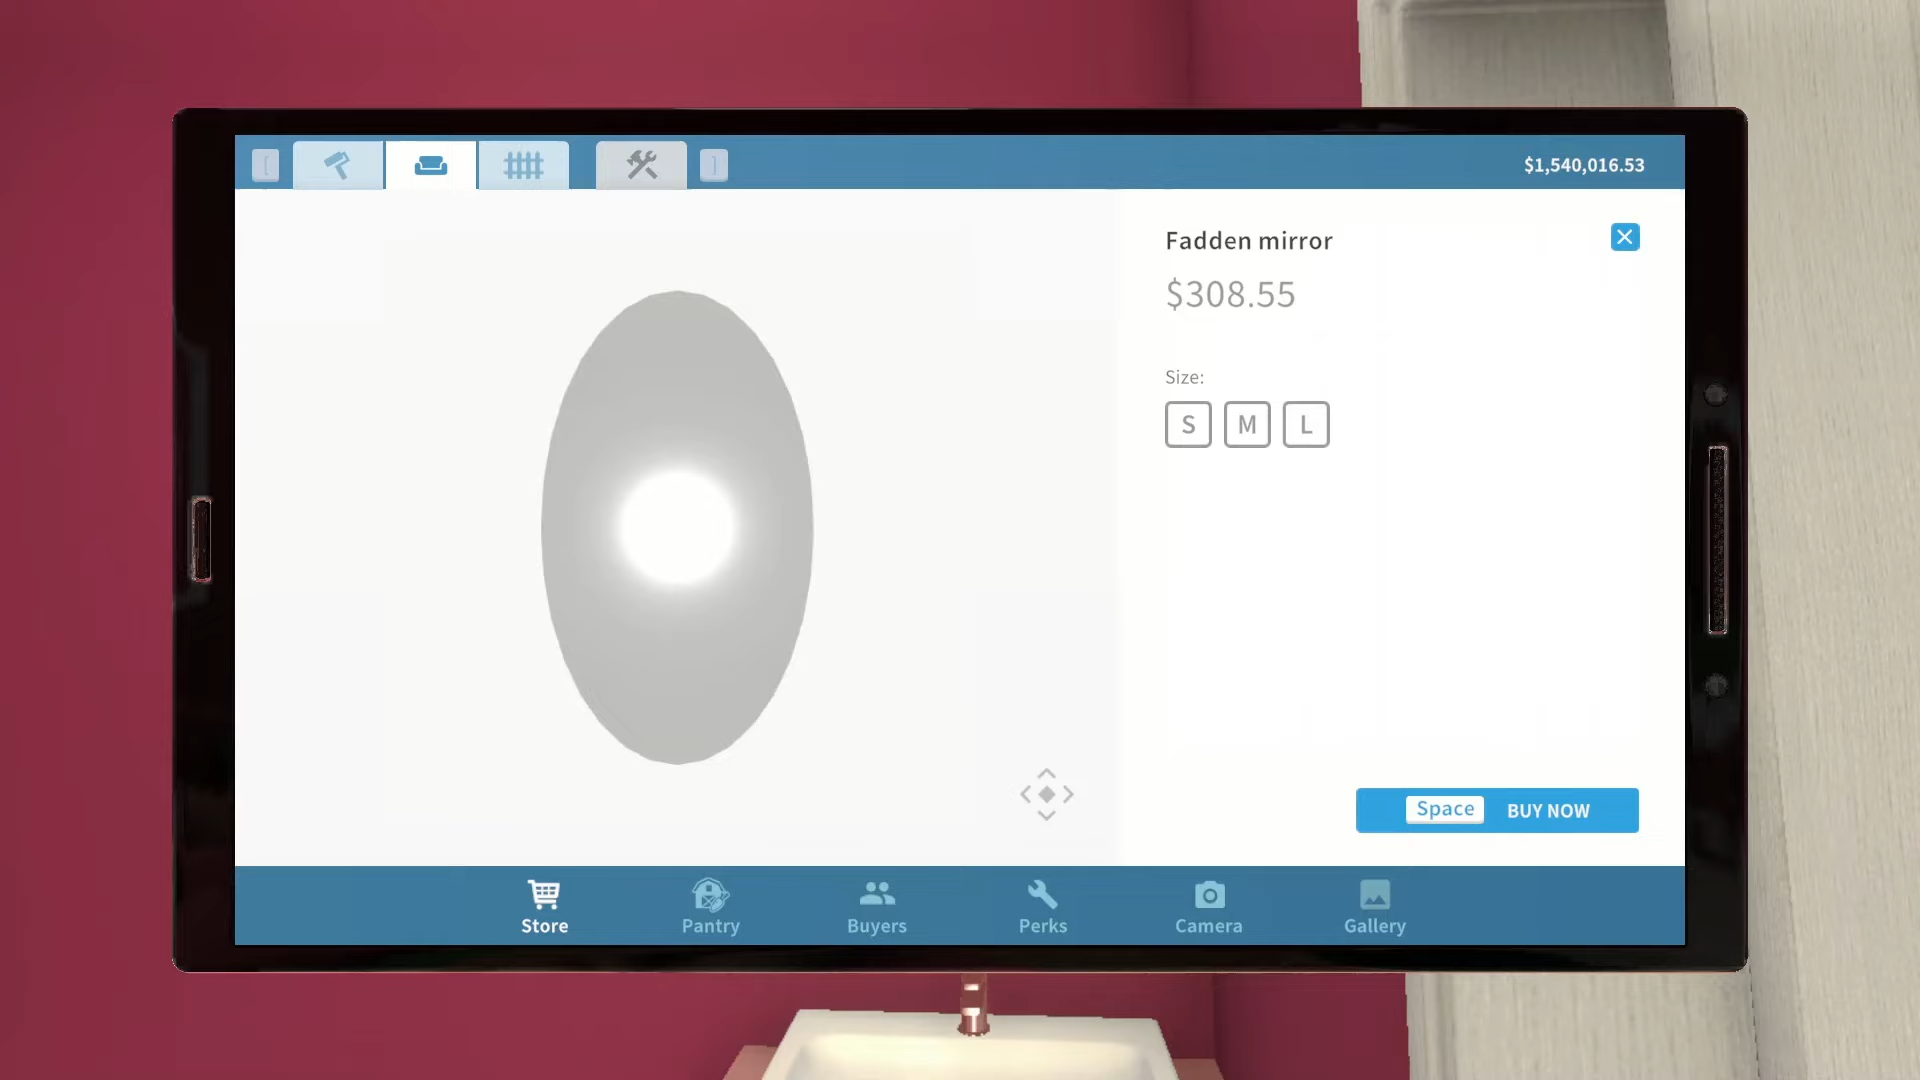 [
]
$1,540,016.53
Fadden mirror
$308.55
Size:
S M L
Space BUY NOW
Store Pantry Buyers Perks Camera Gallery